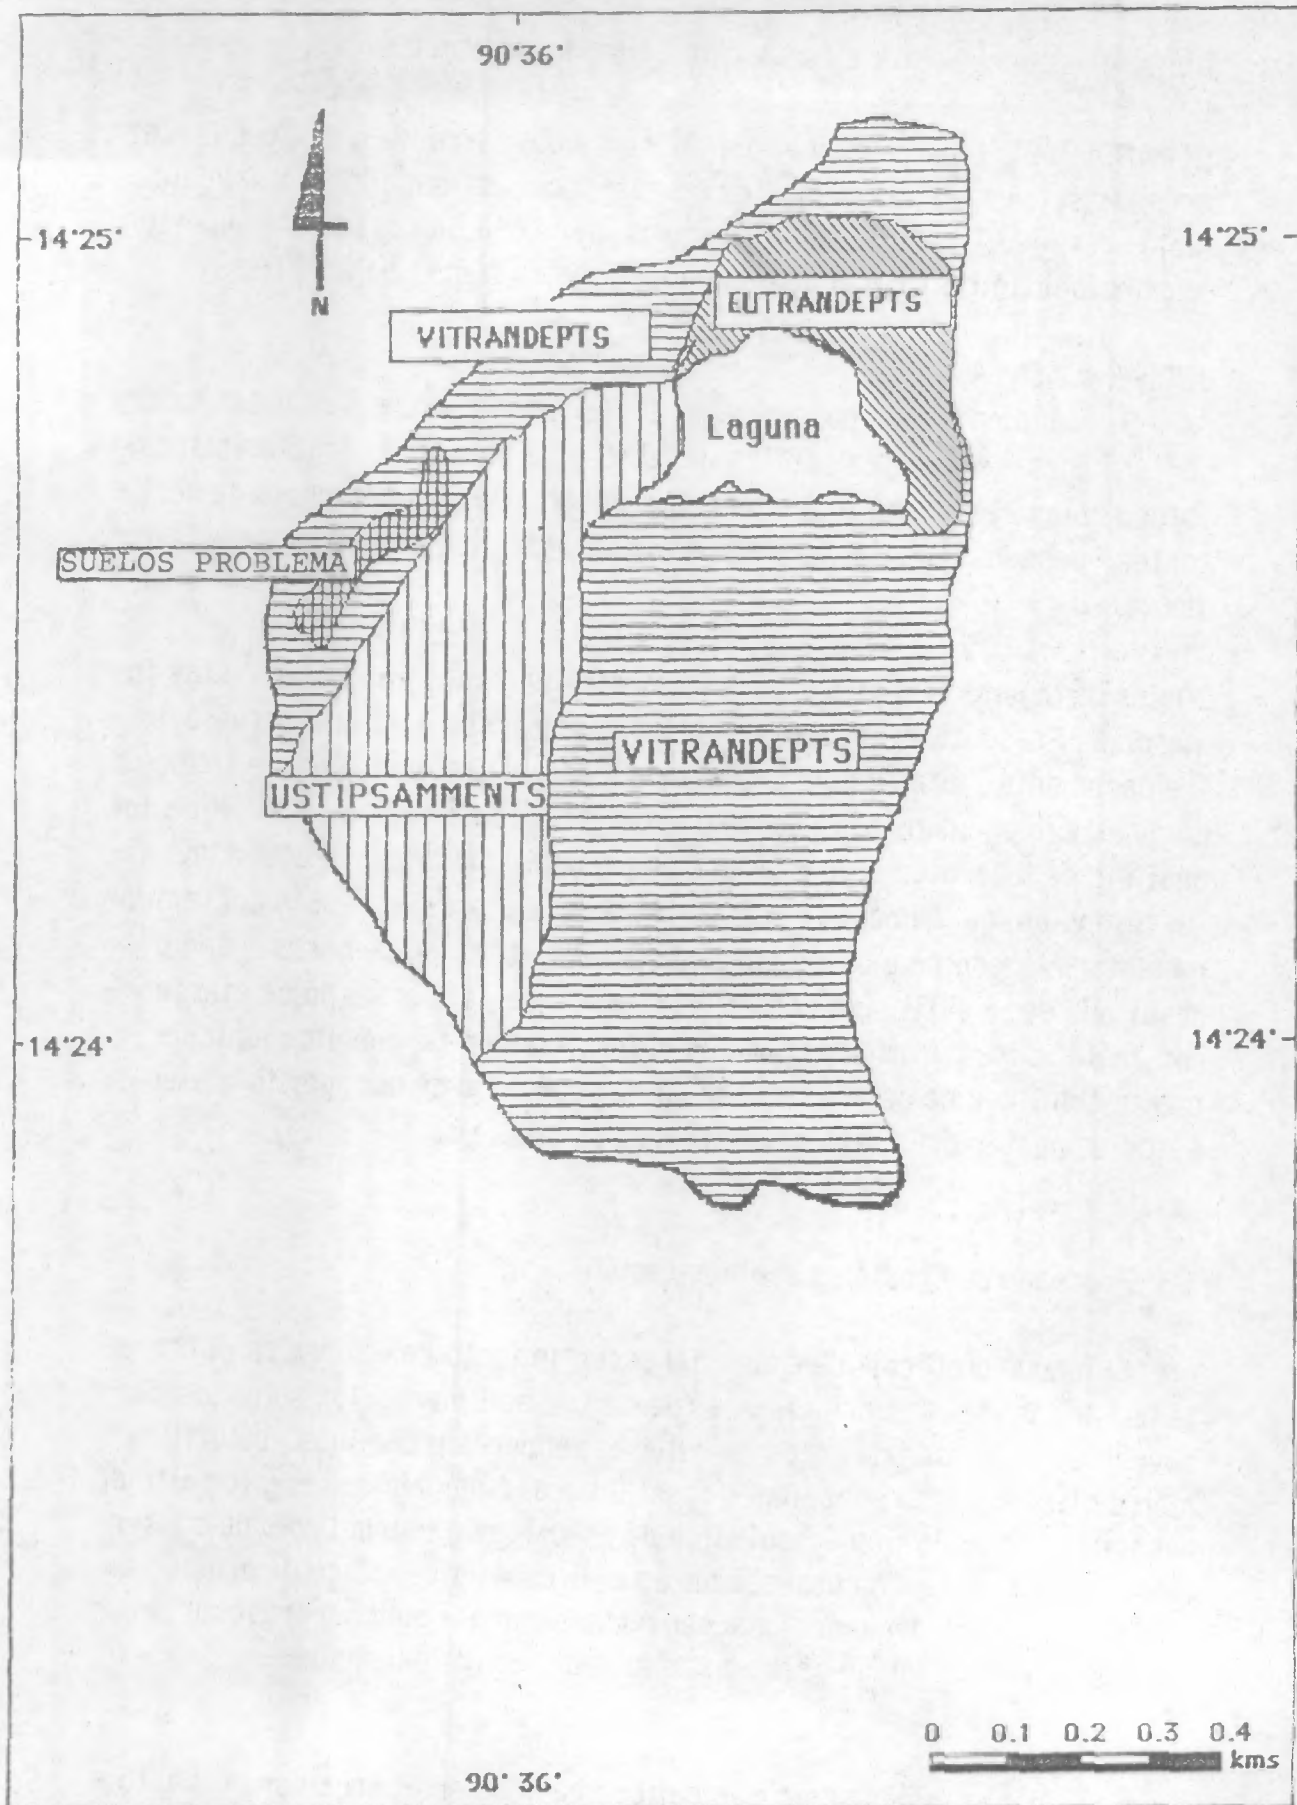 90°36'
14°25'
14°25'
N
EUTRANDEPTS
VITRANDEPTS
Laguna
SUELOS PROBLEMA
VITRANDEPTS
USTIPSAMMENTS
14°24'
14°24'
0 0.1 0.2 0.3 0.4
kms
90°36'